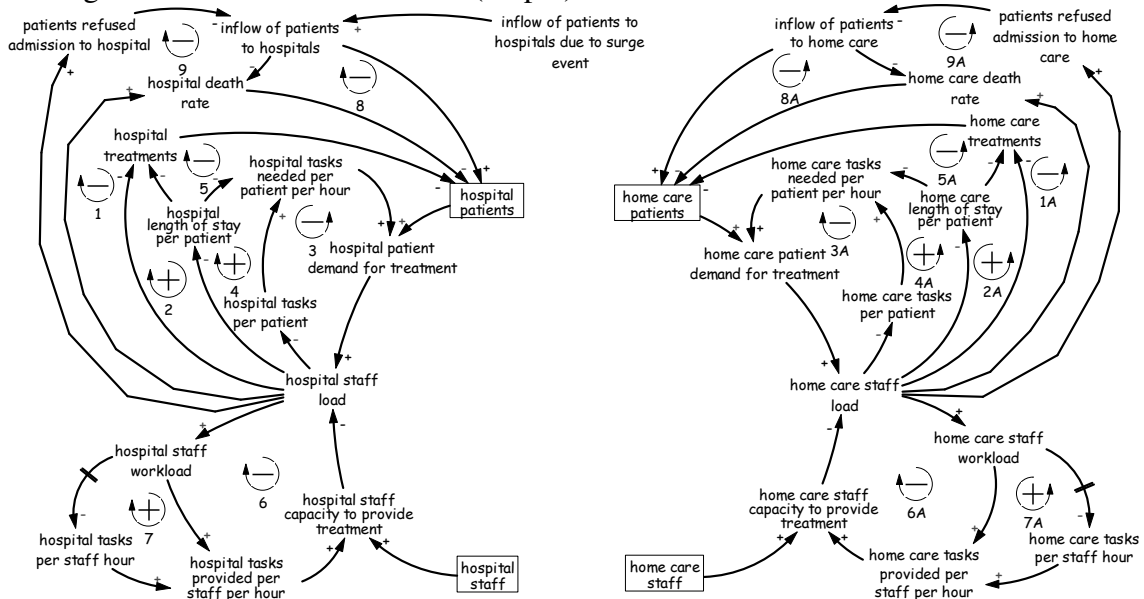 patients refused
admission to hospital
-
inflow of patients
to hospitals
+
inflow of patients to
hospitals due to surge
event
9
-
hospital death
rate
+
+
8
hospital
treatments
-
-
-
1
5
-
hospital tasks
needed per
patient per hour
-
-
+
hospital
patients
hospital
length of stay
per patient
-
+
3
+
+
hospital patient
demand for treatment
2
4
hospital tasks
per patient
-
+
hospital staff
load
-
+
hospital staff
workload
6
-
7
+
hospital staff
capacity to provide
treatment
hospital tasks
per staff hour
+
hospital tasks
provided per
staff per hour
+
+
hospital
staff
inflow of patients
to home care
-
patients refused
admission to home
care
9A
-
home care death
rate
+
+
8A
home care
treatments
-
-
5A
1A
home care tasks
needed per
patient per hour
-
+
-
-
home care
patients
home care
length of stay
per patient
+
-
+
+
3A
home care patient
demand for treatment
4A
2A
home care tasks
per patient
-
+
home care staff
load
-
+
home care staff
workload
6A
-
7A
+
home care staff
capacity to provide
treatment
home care tasks
per staff hour
+
home care tasks
provided per
staff per hour
+
+
home care
staff